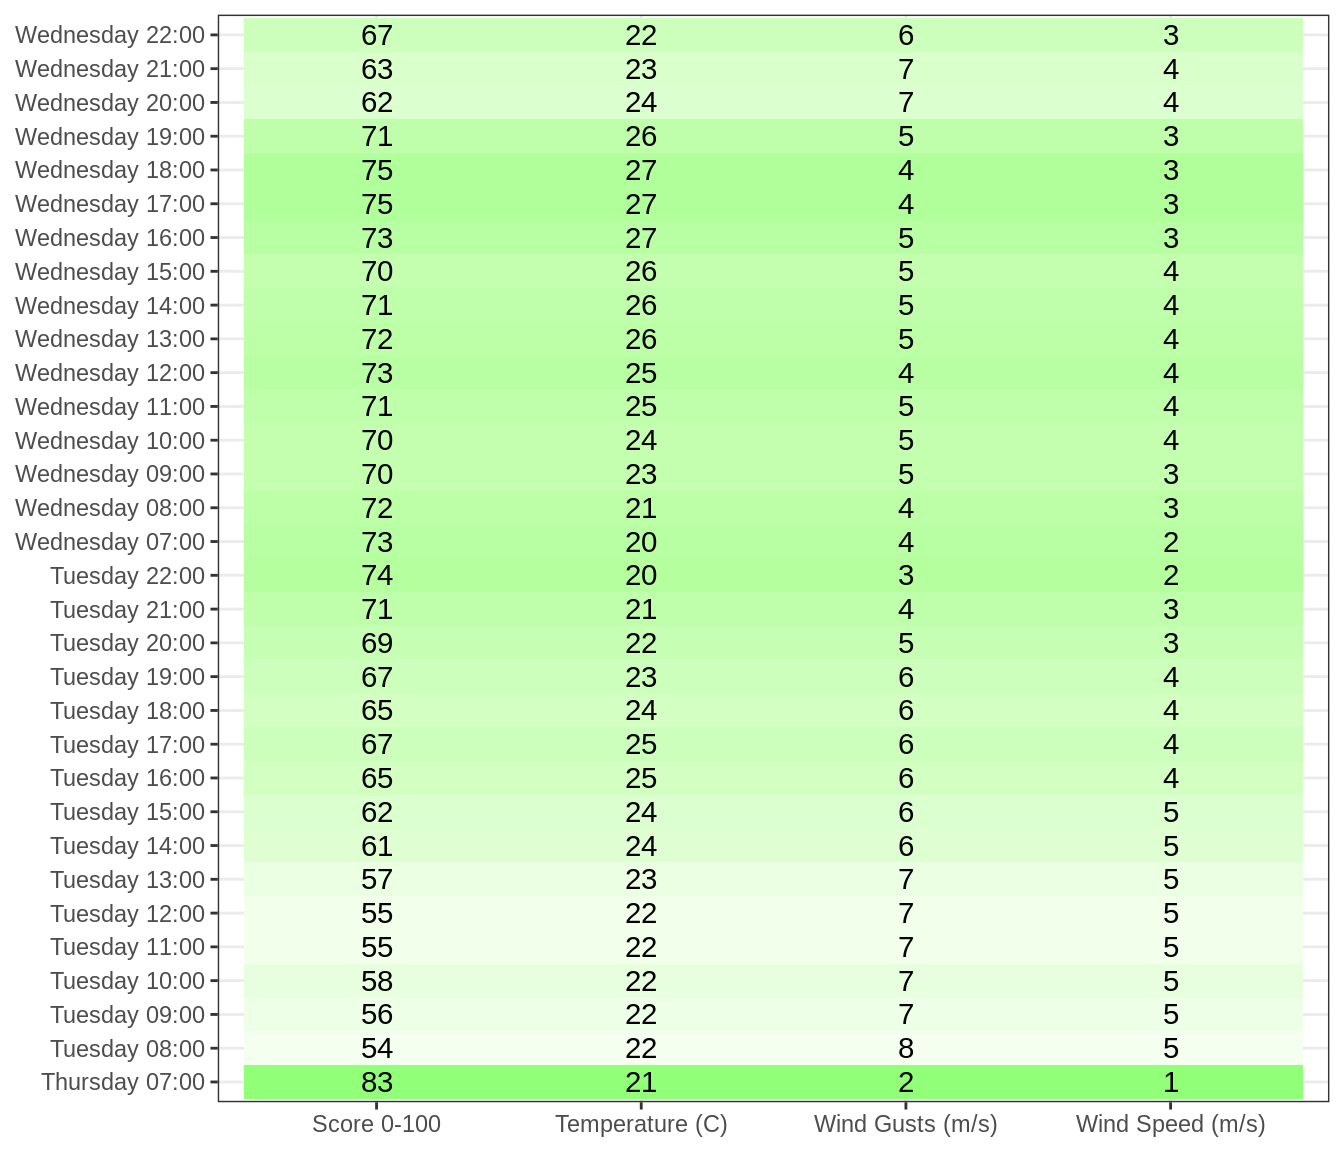 Wednesday 22:00 67 22 6 3
Wednesday 21:00 63 23 7 4
Wednesday 20:00 62 24 7 4
Wednesday 19:00 71 26 5 3
Wednesday 18:00 75 27 4 3
Wednesday 17:00 75 27 4 3
Wednesday 16:00 73 27 5 3
Wednesday 15:00 70 26 5 4
Wednesday 14:00 71 26 5 4
Wednesday 13:00 72 26 5 4
Wednesday 12:00 73 25 4 4
Wednesday 11:00 71 25 5 4
Wednesday 10:00 70 24 5 4
Wednesday 09:00 70 23 5 3
Wednesday 08:00 72 21 4 3
Wednesday 07:00 73 20 4 2
Tuesday 22:00 74 20 3 2
Tuesday 21:00 71 21 4 3
Tuesday 20:00 69 22 5 3
Tuesday 19:00 67 23 6 4
Tuesday 18:00 65 24 6 4
Tuesday 17:00 67 25 6 4
Tuesday 16:00 65 25 6 4
Tuesday 15:00 62 24 6 5
Tuesday 14:00 61 24 6 5
Tuesday 13:00 57 23 7 5
Tuesday 12:00 55 22 7 5
Tuesday 11:00 55 22 7 5
Tuesday 10:00 58 22 7 5
Tuesday 09:00 56 22 7 5
Tuesday 08:00 54 22 8 5
Thursday 07:00 83 21 2 1
Score 0-100 Temperature (C) Wind Gusts (m/s) Wind Speed (m/s)